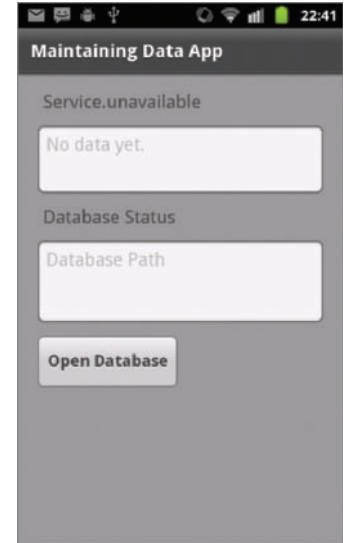 22:41
Maintaining Data App
Service.unavailable
No data yet.
Database Status
Database Path
Open Database